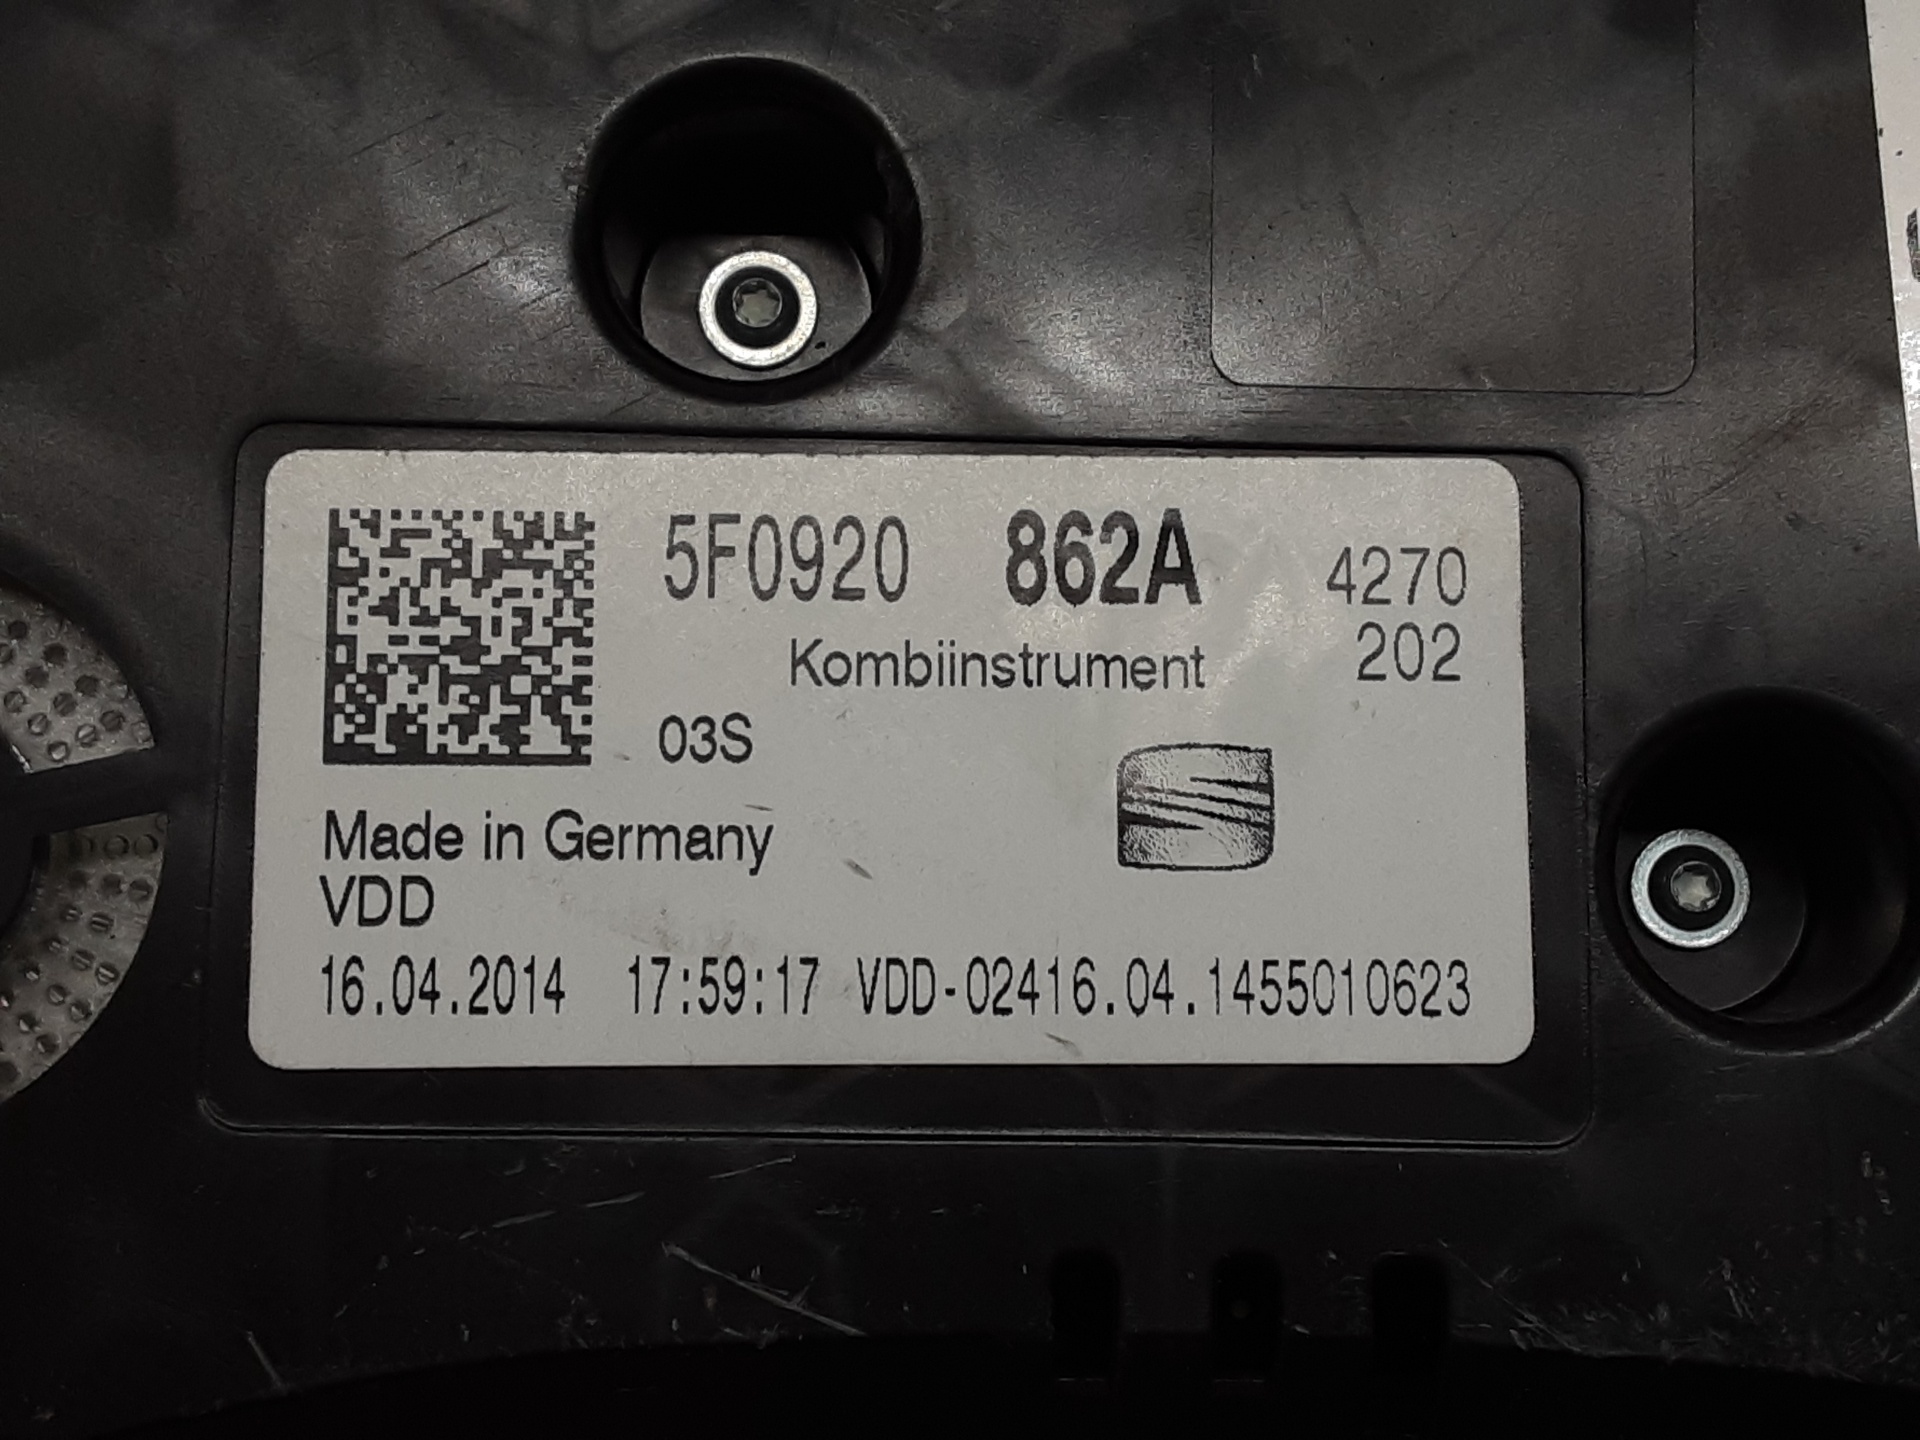 5F0920 862A 4270
Kombiinstrument 202
03S
Made in Germany
VDD
16.04.2014 17:59:17 VDD-02416.04.1455010623